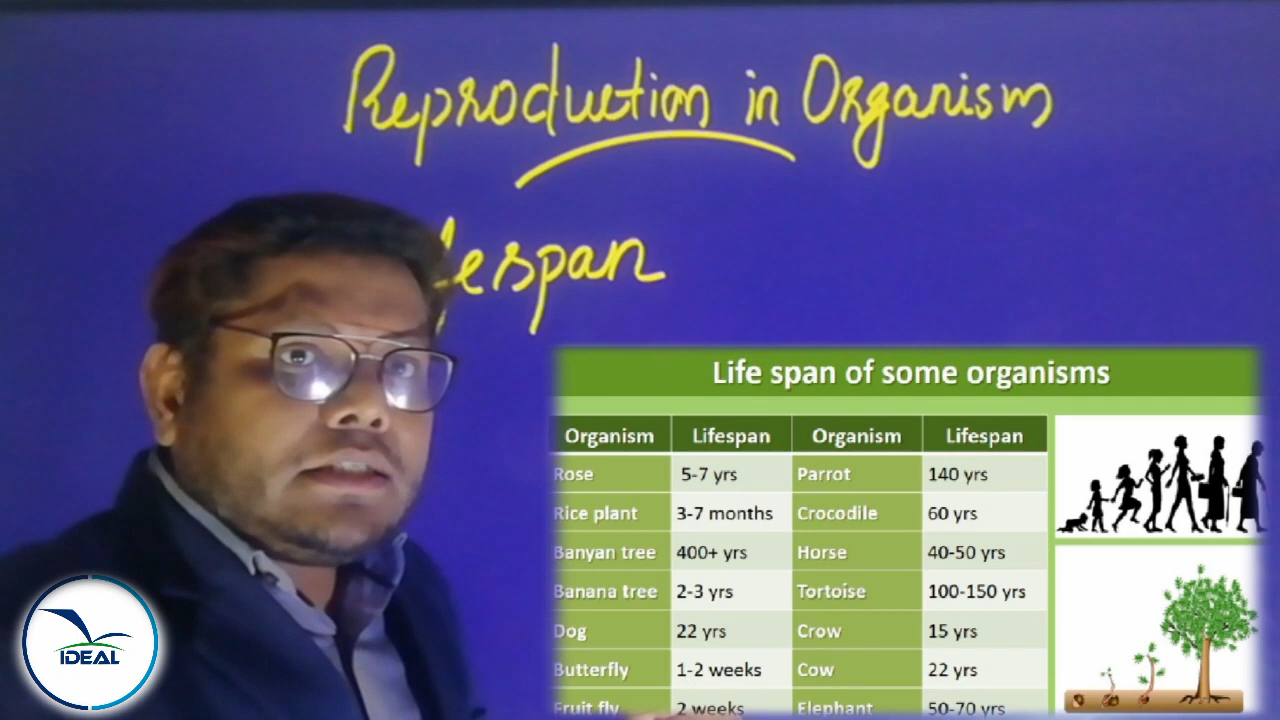 Reproduction in Organism
Life span of some organisms
Organism Lifespan Organism Lifespan
Rose 5-7 yrs Parrot 140 yrs
Rice plant 3-7 months Crocodile 60 yrs
Banyan tree 400+ yrs Horse 40-50 yrs
Banana tree 2-3 yrs Tortoise 100-150 yrs
Dog 22 yrs Crow 15 yrs
Butterfly 1-2 weeks Cow 22 yrs
Fruit fly 2 weeks Elephant 50-70 yrs
IDEAL